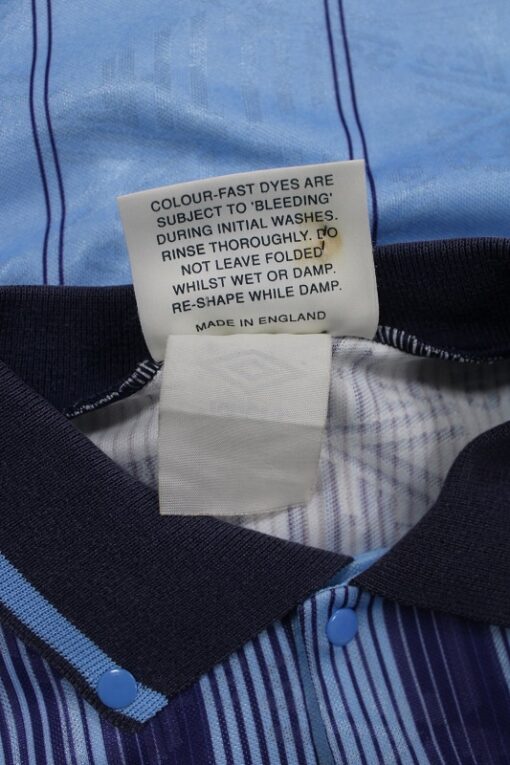 COLOUR-FAST DYES ARE
SUBJECT TO 'BLEEDING'
DURING INITIAL WASHES.
RINSE THOROUGHLY. DO
NOT LEAVE FOLDED
WHILST WET OR DAMP.
RE-SHAPE WHILE DAMP.
MADE IN ENGLAND